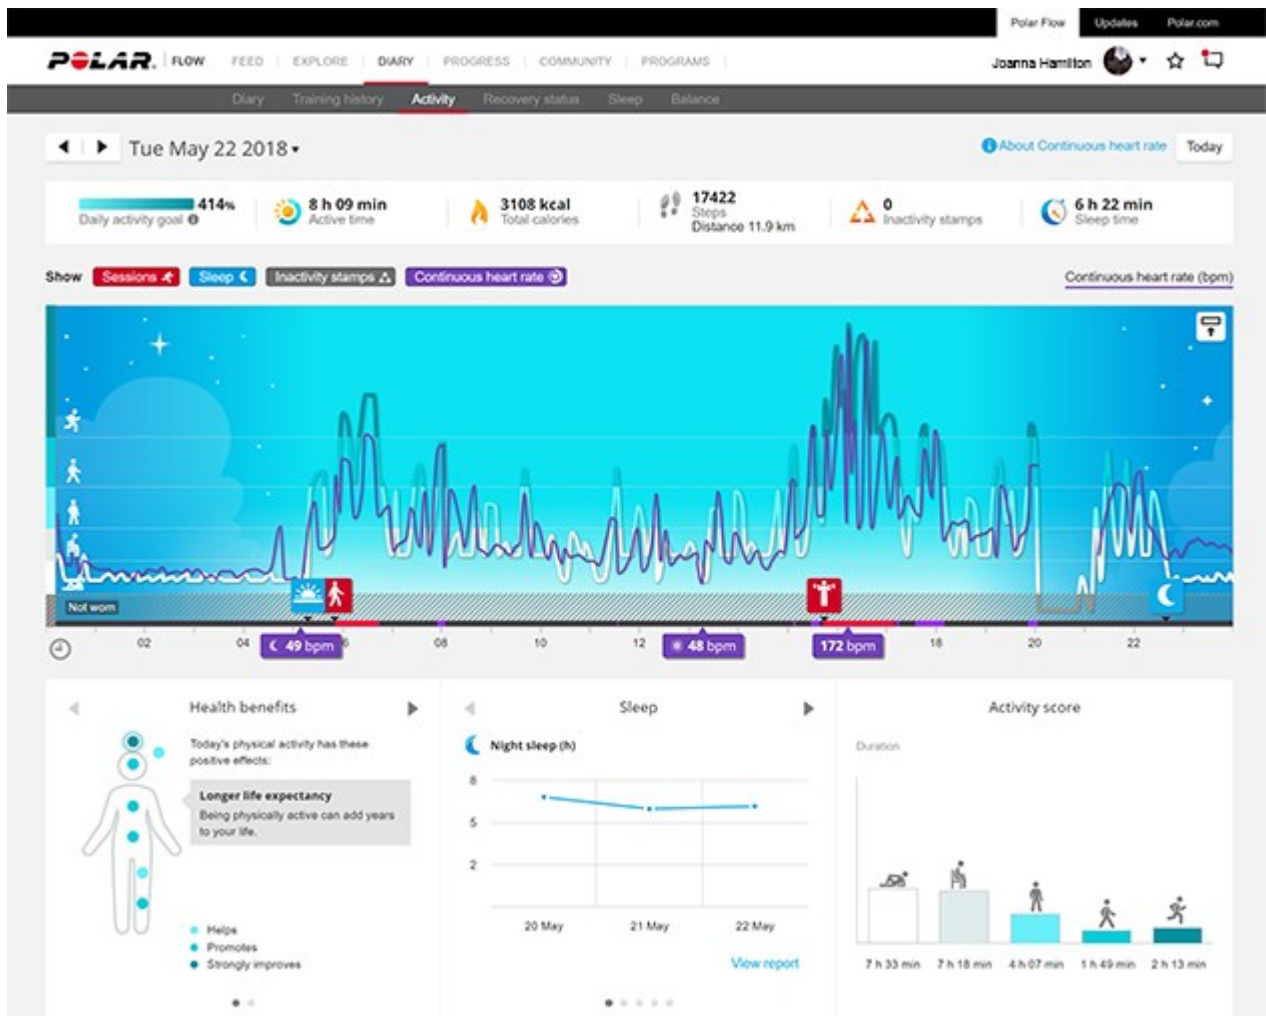 Polar Flow Updates Polar.com
POLAR. FLOW FEED EXPLORE DIARY PROGRESS COMMUNITY PROGRAMS Joanna Hamilton
Diary Training history Activity Recovery status Sleep Balance
Tue May 22 2018 About Continuous heart rate Today
414% 8 h 09 min 3108 kcal 17422 0 6 h 22 min
Daily activity goal Active time Total calories Steps Inactivity stamps Sleep time
Distance 11.9 km
Show Sessions Sleep Inactivity stamps Continuous heart rate Continuous heart rate (bpm)
Not worn
02 04 6 08 10 12 18 20 22
49 bpm 48 bpm 172 bpm
Health benefits
Today's physical activity has these
positive effects:
Longer life expectancy
Being physically active can add years
to your life.
Helps
Promotes
Strongly improves
Sleep
Night sleep (h)
8
5
2
20 May 21 May 22 May
View report
Activity score
Duration
7 h 33 min 7 h 18 min 4 h 07 min 1 h 49 min 2 h 13 min